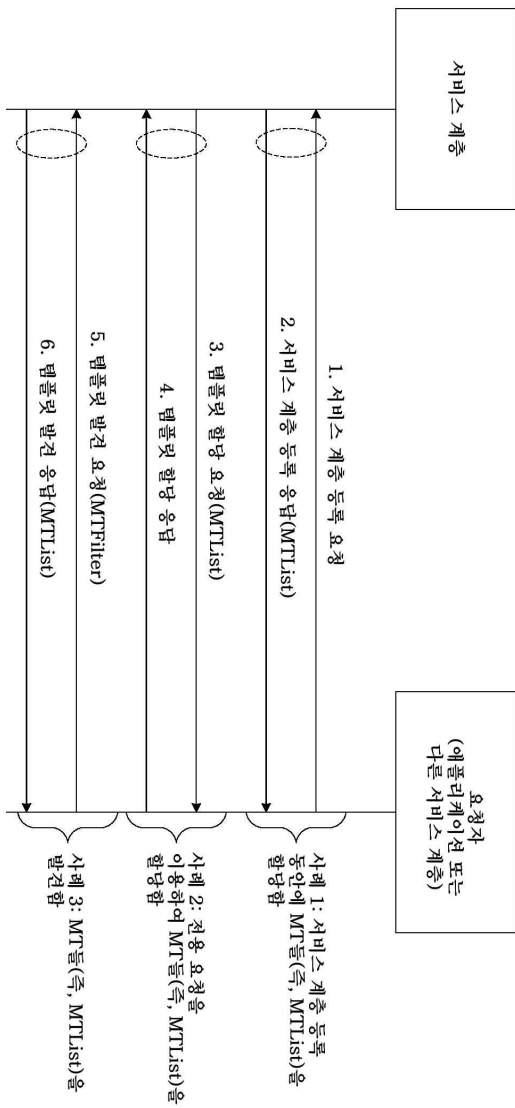 서비스 계층
요청자
(애플리케이션 또는
다른 서비스 계층)
1. 서비스 계층 등록 요청
2. 서비스 계층 등록 응답(MTList)
사례 1: 서비스 계층 등록
동안에 MT들(즉, MTList)을
할당함
3. 템플릿 할당 요청(MTList)
4. 템플릿 할당 응답
사례 2: 전용 요청을
이용하여 MT들(즉, MTList)을
할당함
5. 템플릿 발견 요청(MTFilter)
6. 템플릿 발견 응답(MTList)
사례 3: MT들(즉, MTList)을
발견함